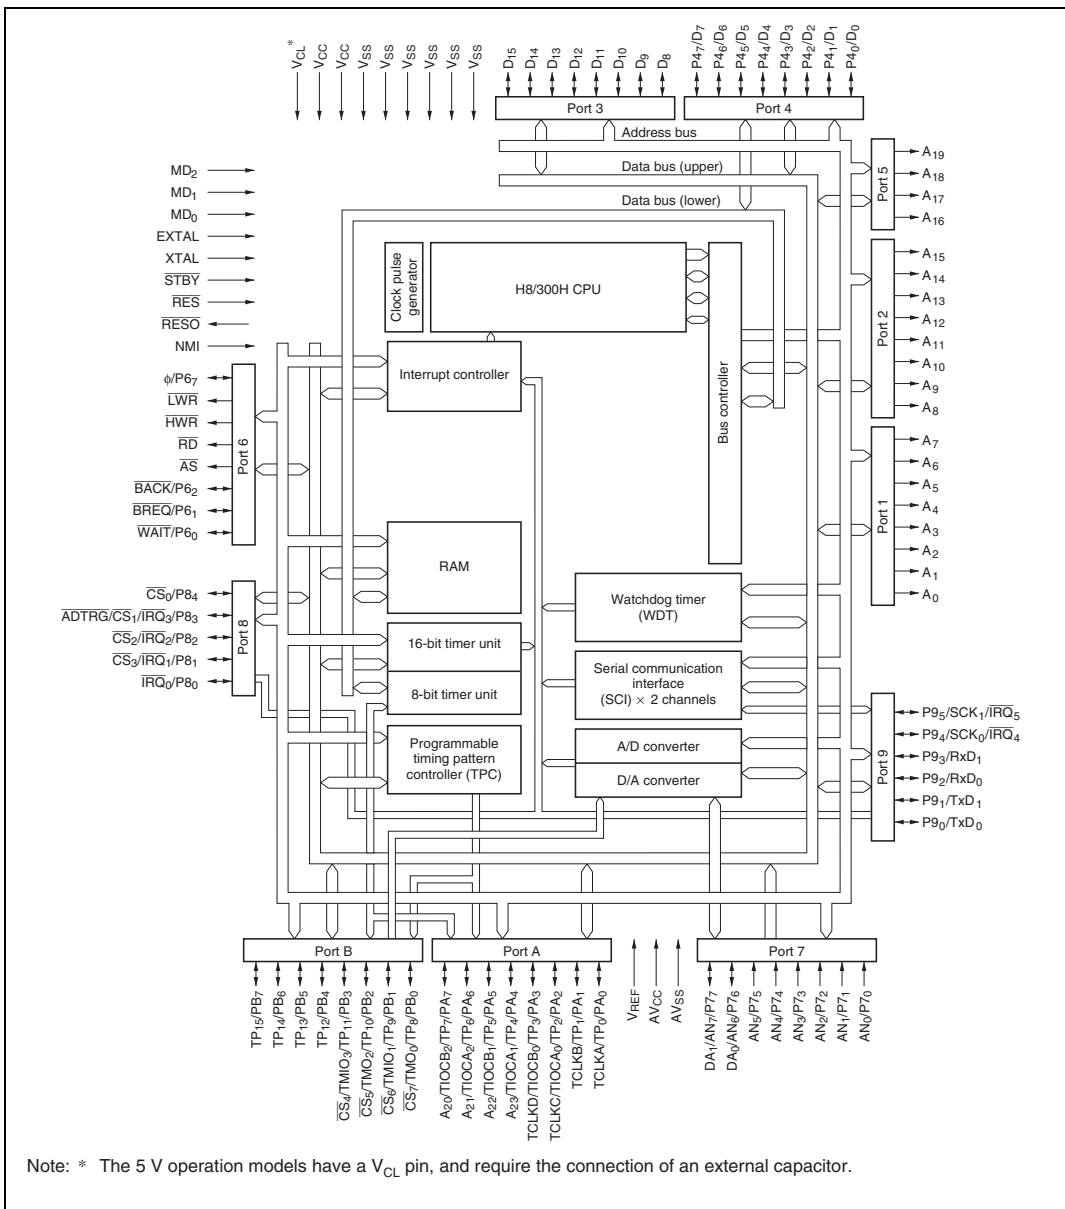 VCL*
VCC
VCC
VSS
VSS
VSS
VSS
VSS
VSS
D15
D14
D13
D12
D11
D10
D9
D8
P47/D7
P46/D6
P45/D5
P44/D4
P43/D3
P42/D2
P41/D1
P40/D0
Port 3
Port 4
Address bus
Data bus (upper)
Data bus (lower)
MD2
MD1
MD0
EXTAL
XTAL
STBY
RES
RESO
NMI
φ/P67
LWR
HWR
RD
AS
BACK/P62
BREQ/P61
WAIT/P60
Port 6
CS0/P84
ADTRG/CS1/IRQ3/P83
CS2/IRQ2/P82
CS3/IRQ1/P81
IRQ0/P80
Port 8
Clock pulse
generator
H8/300H CPU
Interrupt controller
Bus controller
RAM
16-bit timer unit
8-bit timer unit
Programmable
timing pattern
controller (TPC)
Watchdog timer
(WDT)
Serial communication
interface
(SCI) × 2 channels
A/D converter
D/A converter
Port 5
A19
A18
A17
A16
Port 2
A15
A14
A13
A12
A11
A10
A9
A8
Port 1
A7
A6
A5
A4
A3
A2
A1
A0
Port 9
P95/SCK1/IRQ5
P94/SCK0/IRQ4
P93/RxD1
P92/RxD0
P91/TxD1
P90/TxD0
Port B
Port A
Port 7
TP15/PB7
TP14/PB6
TP13/PB5
TP12/PB4
CS4/TMIO3/TP11/PB3
CS5/TMO2/TP10/PB2
CS6/TMIO1/TP9/PB1
CS7/TMO0/TP8/PB0
A20/TIOCB2/TP7/PA7
A21/TIOCA2/TP6/PA6
A22/TIOCB1/TP5/PA5
A23/TIOCA1/TP4/PA4
TCLKD/TIOCB0/TP3/PA3
TCLKC/TIOCA0/TP2/PA2
TCLKB/TP1/PA1
TCLKA/TP0/PA0
VREF
AVCC
AVSS
DA1/AN7/P77
DA0/AN6/P76
AN5/P75
AN4/P74
AN3/P73
AN2/P72
AN1/P71
AN0/P70
Note: * The 5 V operation models have a VCL pin, and require the connection of an external capacitor.